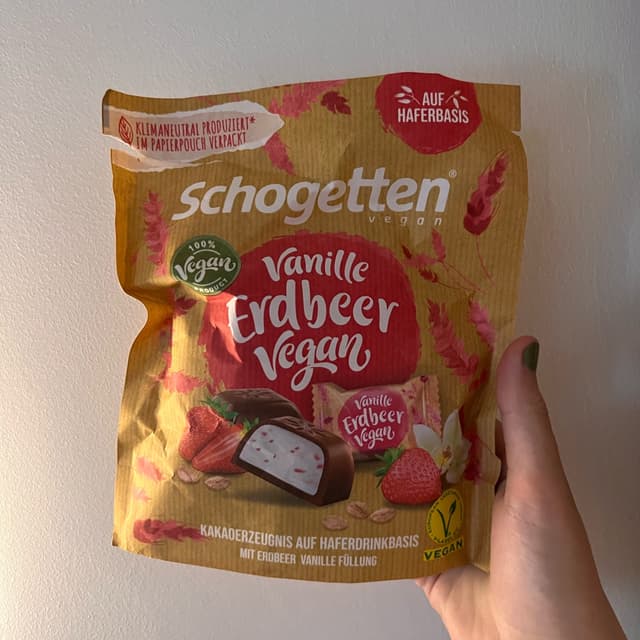 KLIMANEUTRAL PRODUZIERT*
IM PAPIERPOUCH VERPACKT
AUF
HAFERBASIS
Schogetten®
vegan
100%
Vegan
PRODUCT
Vanille
Erdbeer
Vegan
Vanille
Erdbeer
Vegan
KAKAOERZEUGNIS AUF HAFERDRINKBASIS
MIT ERDBEER VANILLE FÜLLUNG
VEGAN